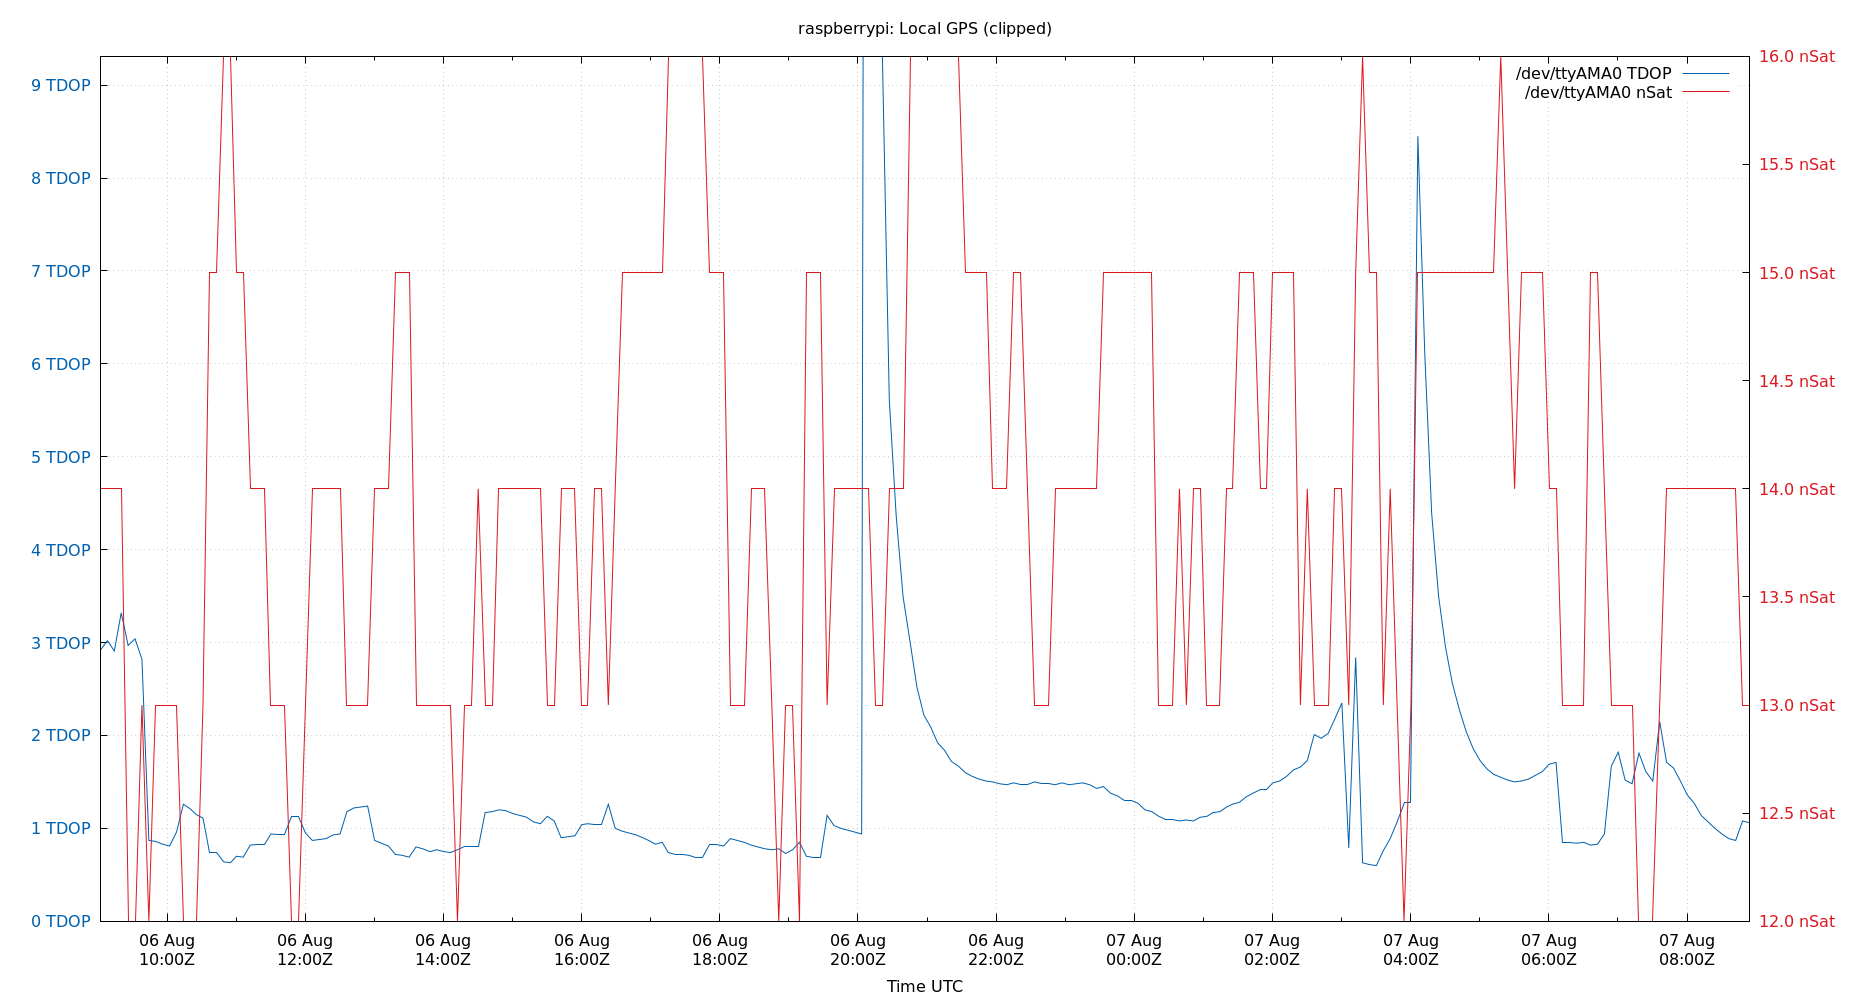 raspberrypi: Local GPS (clipped)
/dev/ttyAMA0 TDOP
/dev/ttyAMA0 nSat
9 TDOP
8 TDOP
7 TDOP
6 TDOP
5 TDOP
4 TDOP
3 TDOP
2 TDOP
1 TDOP
0 TDOP
16.0 nSat
15.5 nSat
15.0 nSat
14.5 nSat
14.0 nSat
13.5 nSat
13.0 nSat
12.5 nSat
12.0 nSat
06 Aug 10:00Z
06 Aug 12:00Z
06 Aug 14:00Z
06 Aug 16:00Z
06 Aug 18:00Z
06 Aug 20:00Z
06 Aug 22:00Z
07 Aug 00:00Z
07 Aug 02:00Z
07 Aug 04:00Z
07 Aug 06:00Z
07 Aug 08:00Z
Time UTC